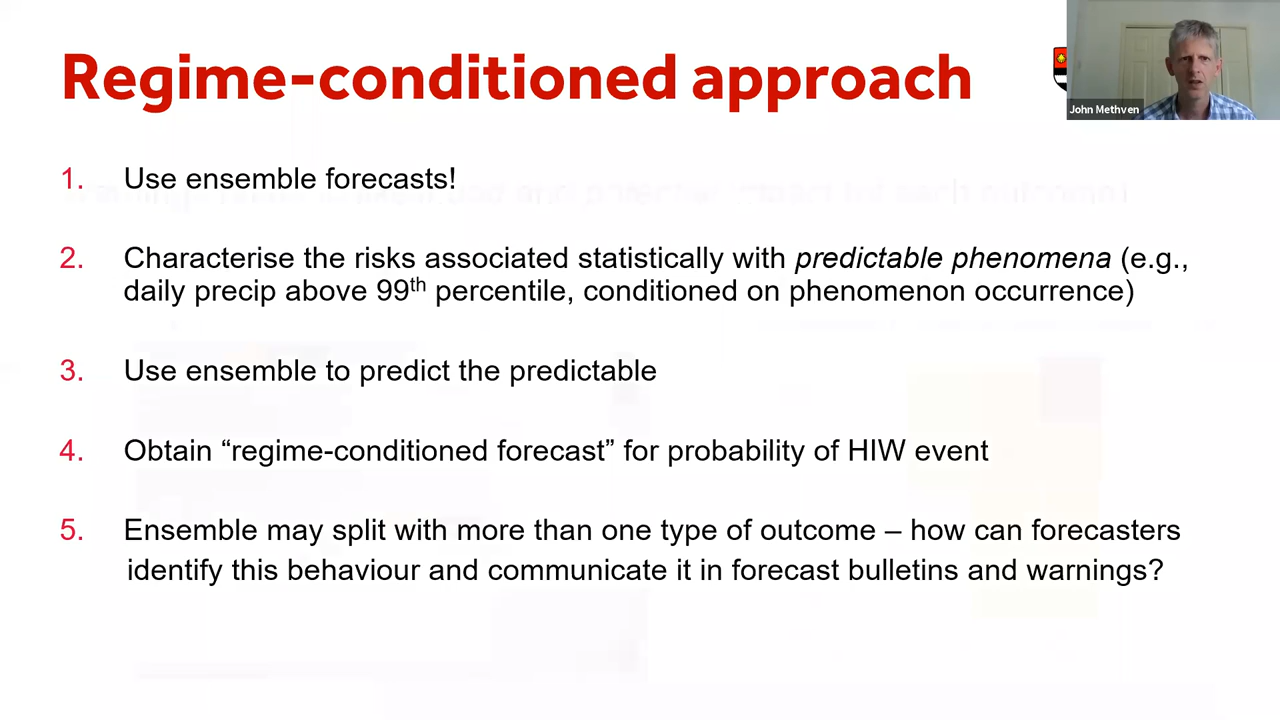 Regime-conditioned approach
John Methven
1. Use ensemble forecasts!
2. Characterise the risks associated statistically with predictable phenomena (e.g.,
daily precip above 99th percentile, conditioned on phenomenon occurrence)
3. Use ensemble to predict the predictable
4. Obtain “regime-conditioned forecast” for probability of HIW event
5. Ensemble may split with more than one type of outcome – how can forecasters
identify this behaviour and communicate it in forecast bulletins and warnings?